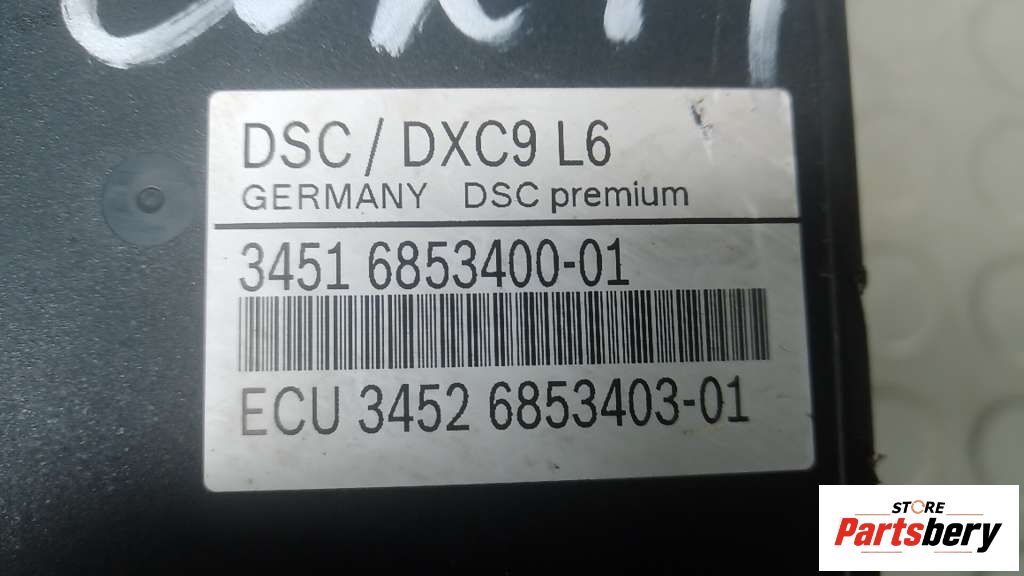 DSC / DXC9 L6
GERMANY DSC premium
3451 6853400-01
ECU 3452 6853403-01
STORE
Partsbery